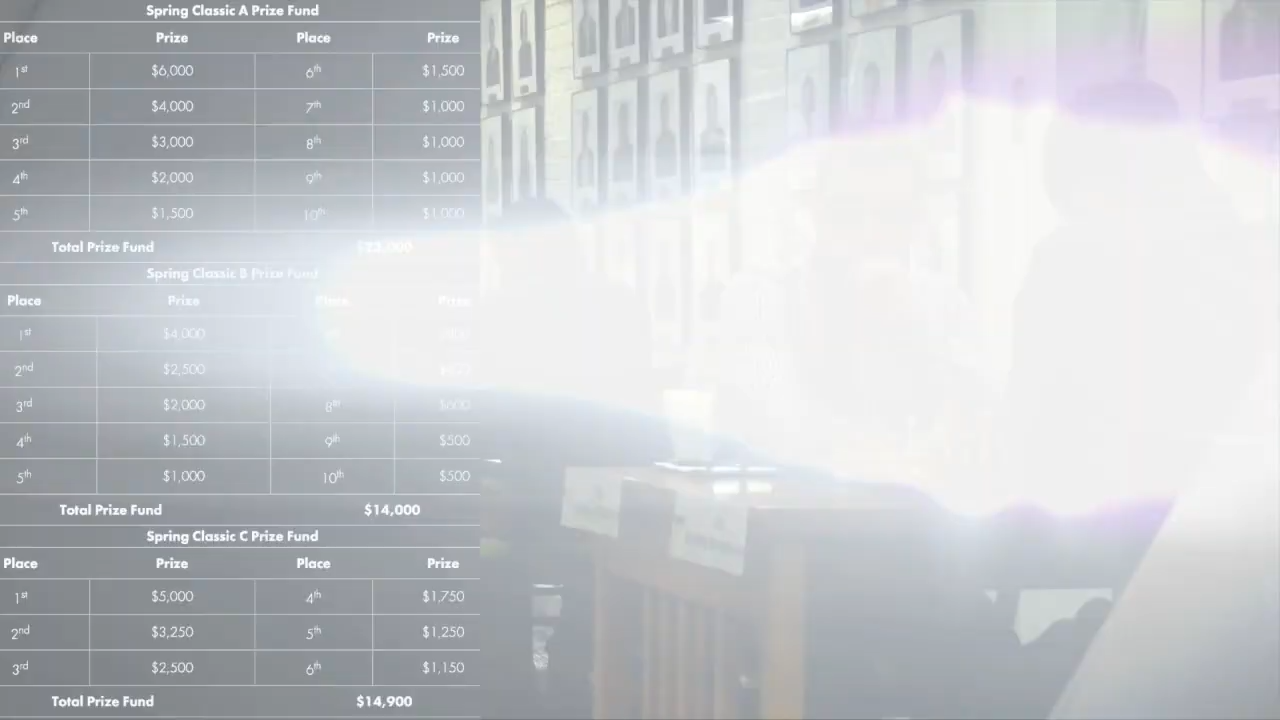 Spring Classic A Prize Fund
Place Prize Place Prize
1st $6,000 6th $1,500
2nd $4,000 7th $1,000
3rd $3,000 8th $1,000
4th $2,000 9th $1,000
5th $1,500 10th $1,000
Total Prize Fund
Spring Classic B Prize Fund
Place Prize Place Prize
1st $4,000
2nd $2,500
3rd $2,000 8th $600
4th $1,500 9th $500
5th $1,000 10th $500
Total Prize Fund $14,000
Spring Classic C Prize Fund
Place Prize Place Prize
1st $5,000 4th $1,750
2nd $3,250 5th $1,250
3rd $2,500 6th $1,150
Total Prize Fund $14,900